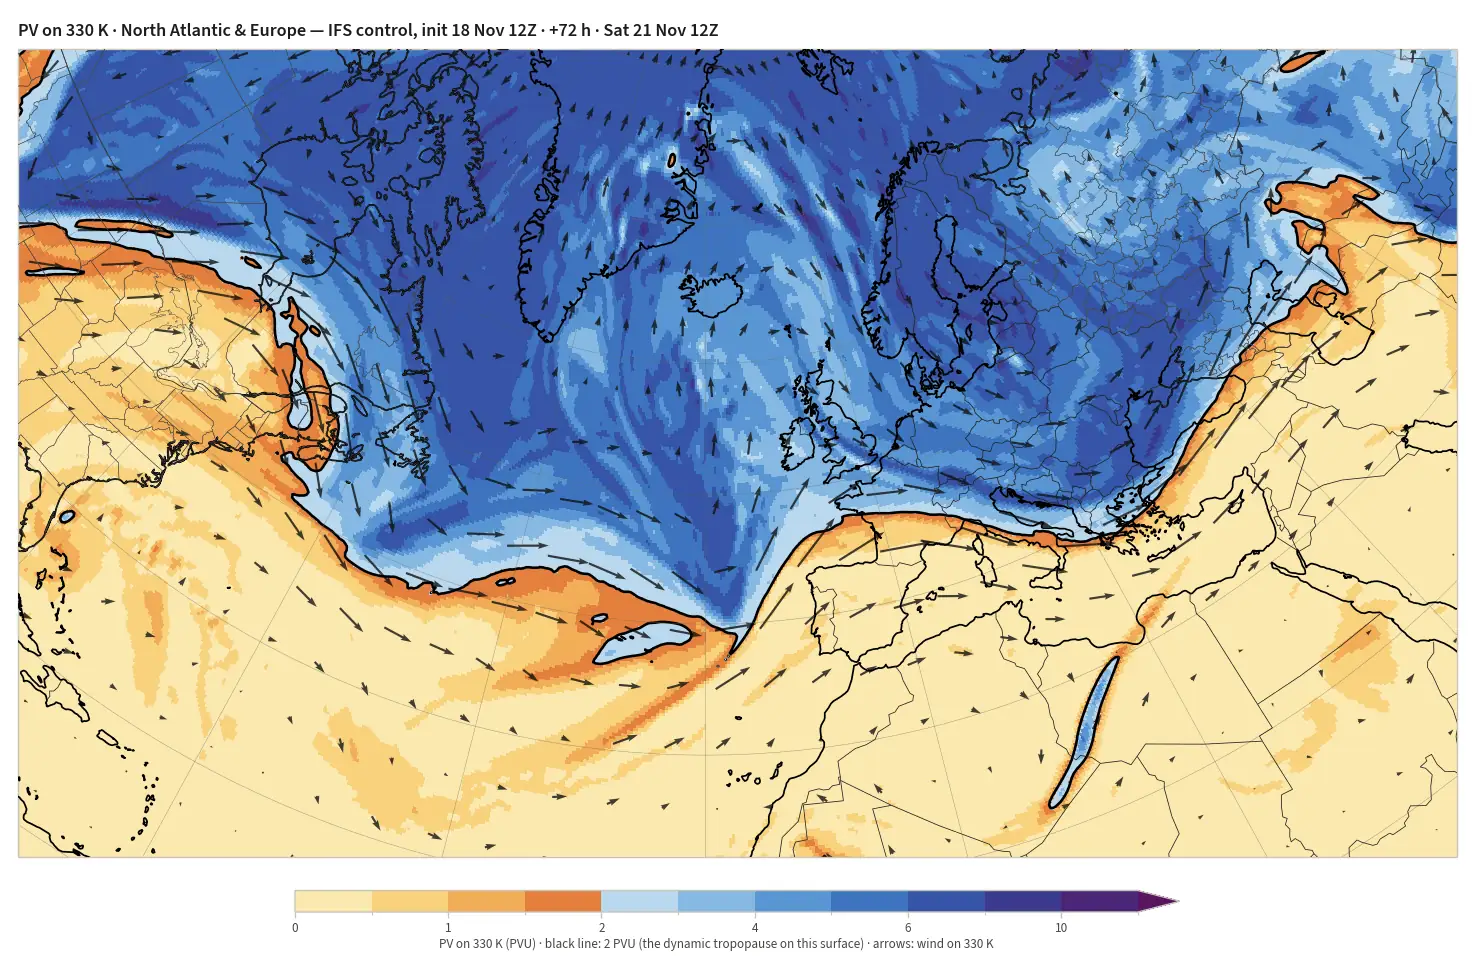 PV on 330 K · North Atlantic & Europe — IFS control, init 18 Nov 12Z · +72 h · Sat 21 Nov 12Z
0 1 2 4 6 10
PV on 330 K (PVU) · black line: 2 PVU (the dynamic tropopause on this surface) · arrows: wind on 330 K